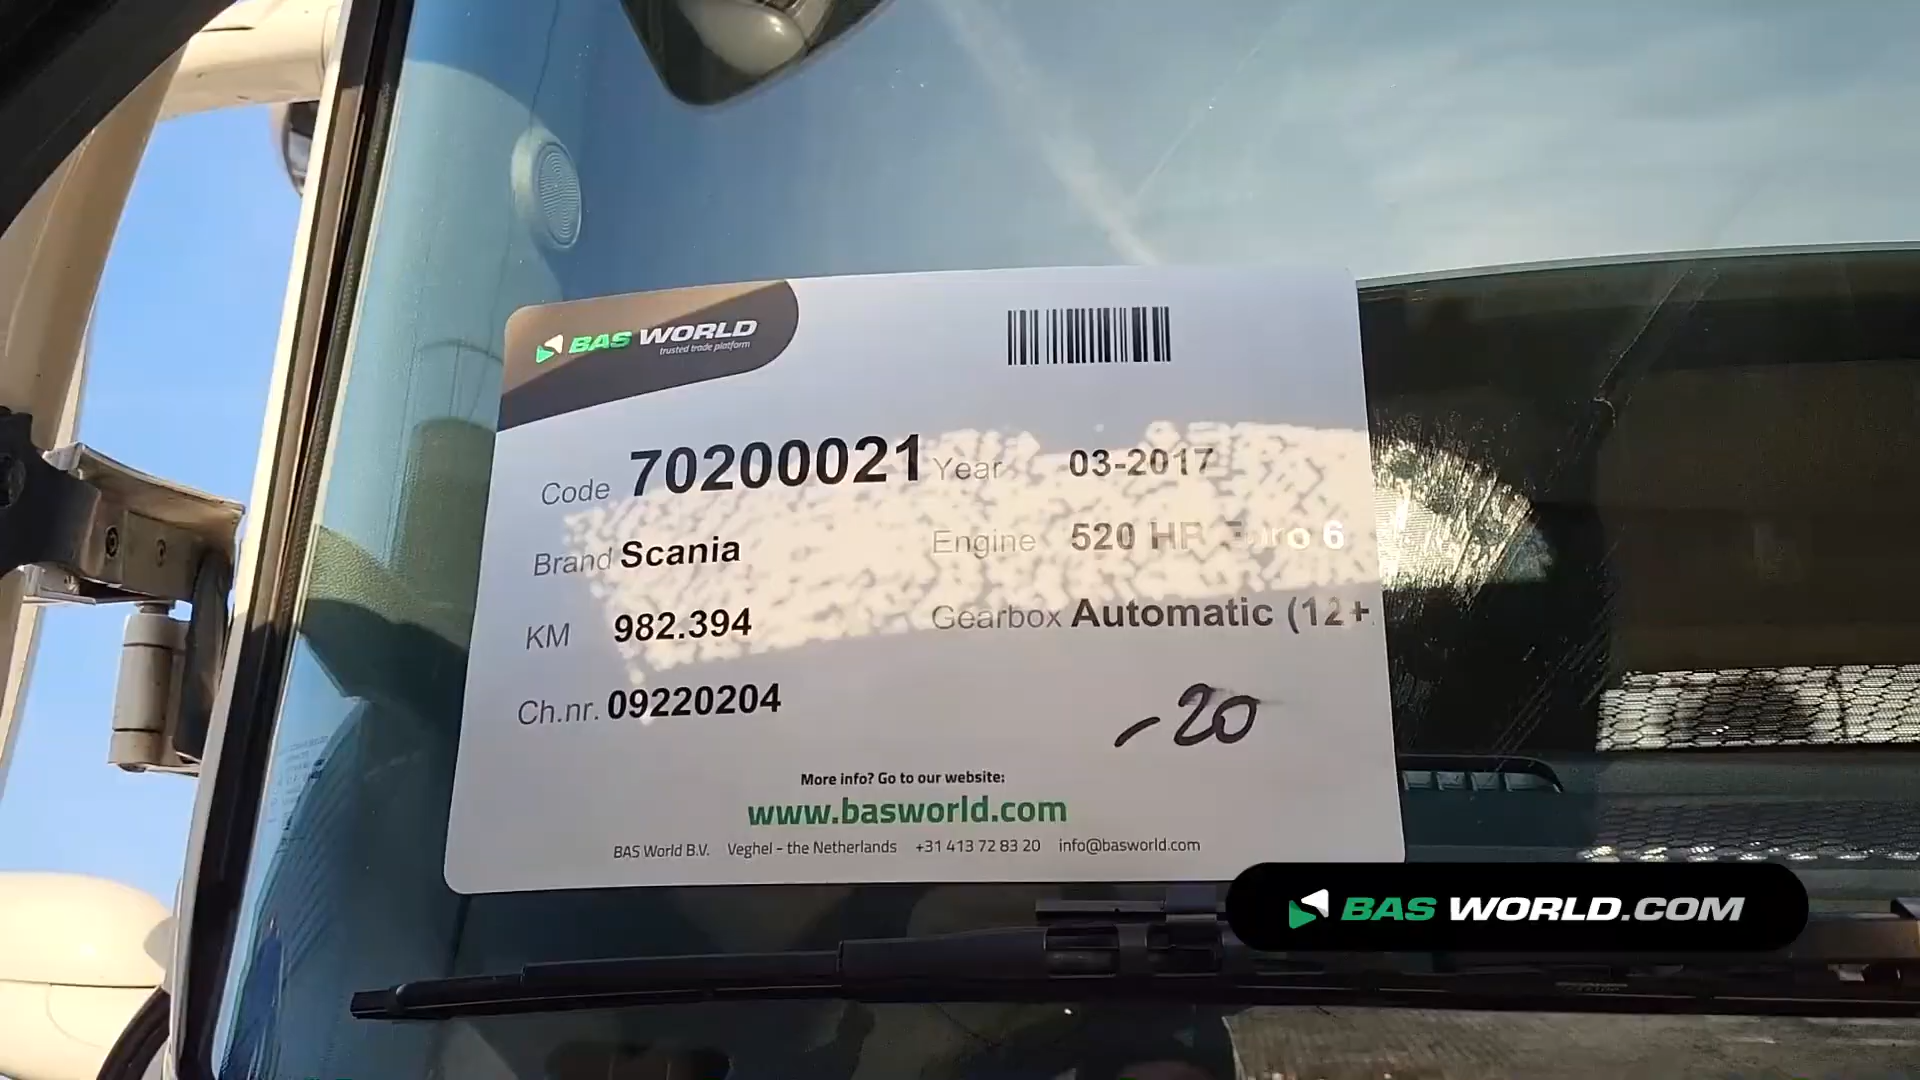 BAS WORLD
trusted trade platform
Code 70200021 Year 03-2017
Brand Scania Engine 520 HP Euro 6
KM 982.394 Gearbox Automatic (12+
Ch.nr. 09220204
-20
More info? Go to our website:
www.basworld.com
BAS World B.V. Veghel - the Netherlands +31 413 72 83 20 info@basworld.com
BAS WORLD.COM